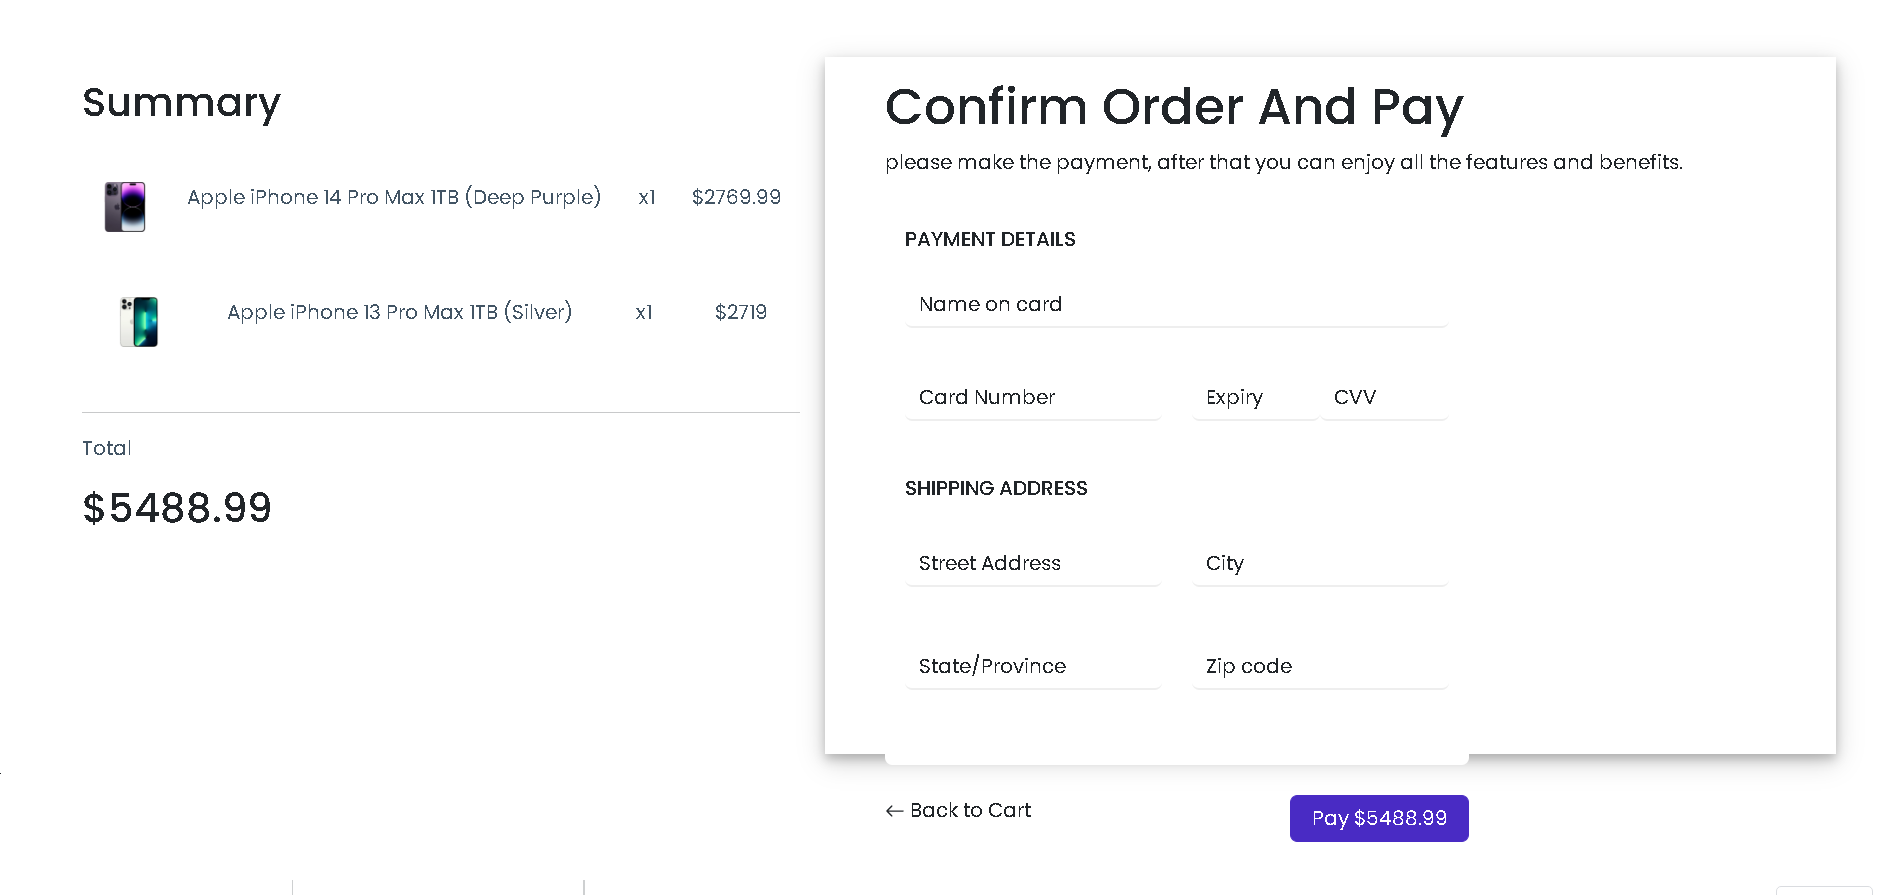 Summary
Apple iPhone 14 Pro Max 1TB (Deep Purple) x1 $2769.99
Apple iPhone 13 Pro Max 1TB (Silver) x1 $2719
Total
$5488.99
Confirm Order And Pay
please make the payment, after that you can enjoy all the features and benefits.
PAYMENT DETAILS
Name on card
Card Number Expiry CVV
SHIPPING ADDRESS
Street Address City
State/Province Zip code
← Back to Cart Pay $5488.99